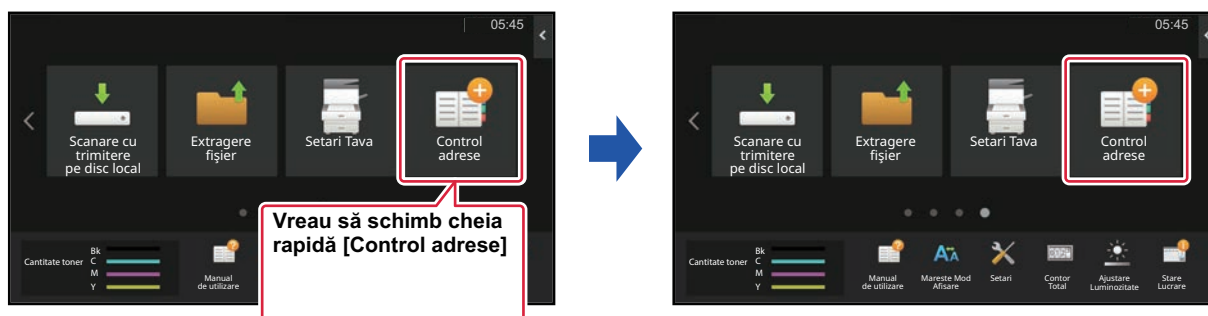 05:45
Scanare cu
trimitere
pe disc local
Extragere
fişier
Setari Tava
Control
adrese
Vreau să schimb cheia
rapidă [Control adrese]
Cantitate toner
Bk
C
M
Y
Manual
de utilizare
05:45
Scanare cu
trimitere
pe disc local
Extragere
fişier
Setari Tava
Control
adrese
Cantitate toner
Bk
C
M
Y
Manual
de utilizare
Mareste Mod
Afisare
Setari
Contor
Total
Ajustare
Luminozitate
Stare
Lucrare